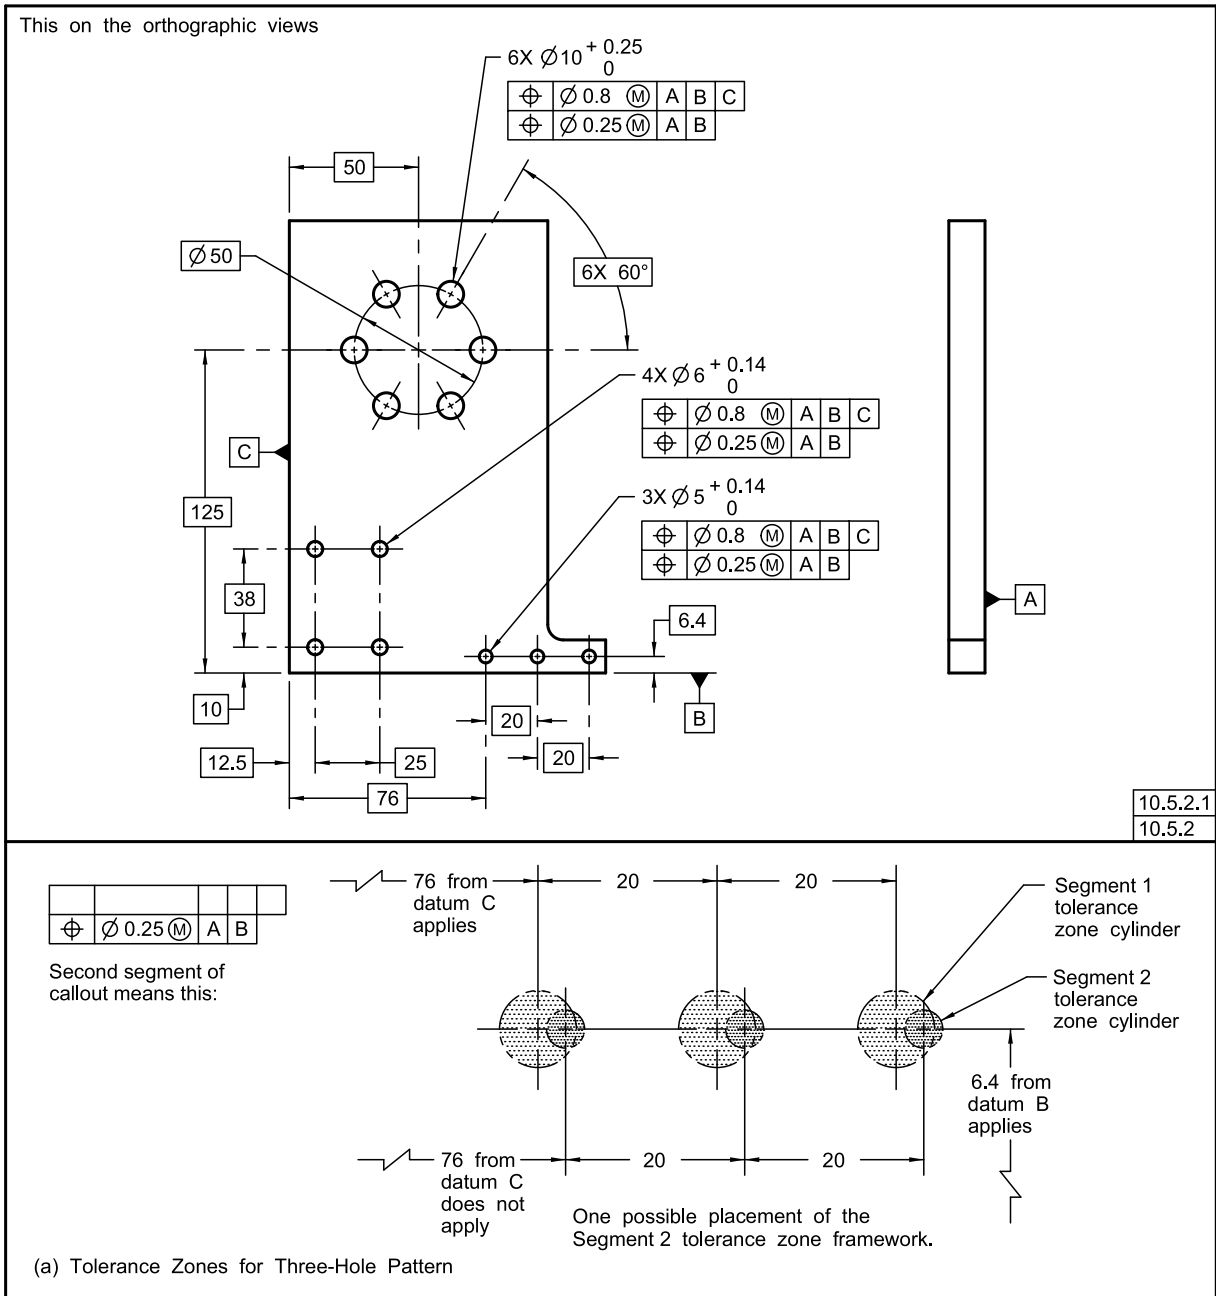 This on the orthographic views
6X ⌀10 + 0.25
0
⌖ ⌀ 0.8 Ⓜ A B C
⌖ ⌀ 0.25 Ⓜ A B
50
⌀ 50
6X 60°
4X ⌀ 6 + 0.14
0
⌖ ⌀ 0.8 Ⓜ A B C
⌖ ⌀ 0.25 Ⓜ A B
C
3X ⌀ 5 + 0.14
0
⌖ ⌀ 0.8 Ⓜ A B C
⌖ ⌀ 0.25 Ⓜ A B
125
38
6.4
A
10
B
20
20
12.5
25
76
10.5.2.1
10.5.2
⌖ ⌀ 0.25 Ⓜ A B
Second segment of
callout means this:
76 from
datum C
applies
20
20
Segment 1
tolerance
zone cylinder
Segment 2
tolerance
zone cylinder
6.4 from
datum B
applies
76 from
datum C
does not
apply
20
20
One possible placement of the
Segment 2 tolerance zone framework.
(a) Tolerance Zones for Three-Hole Pattern